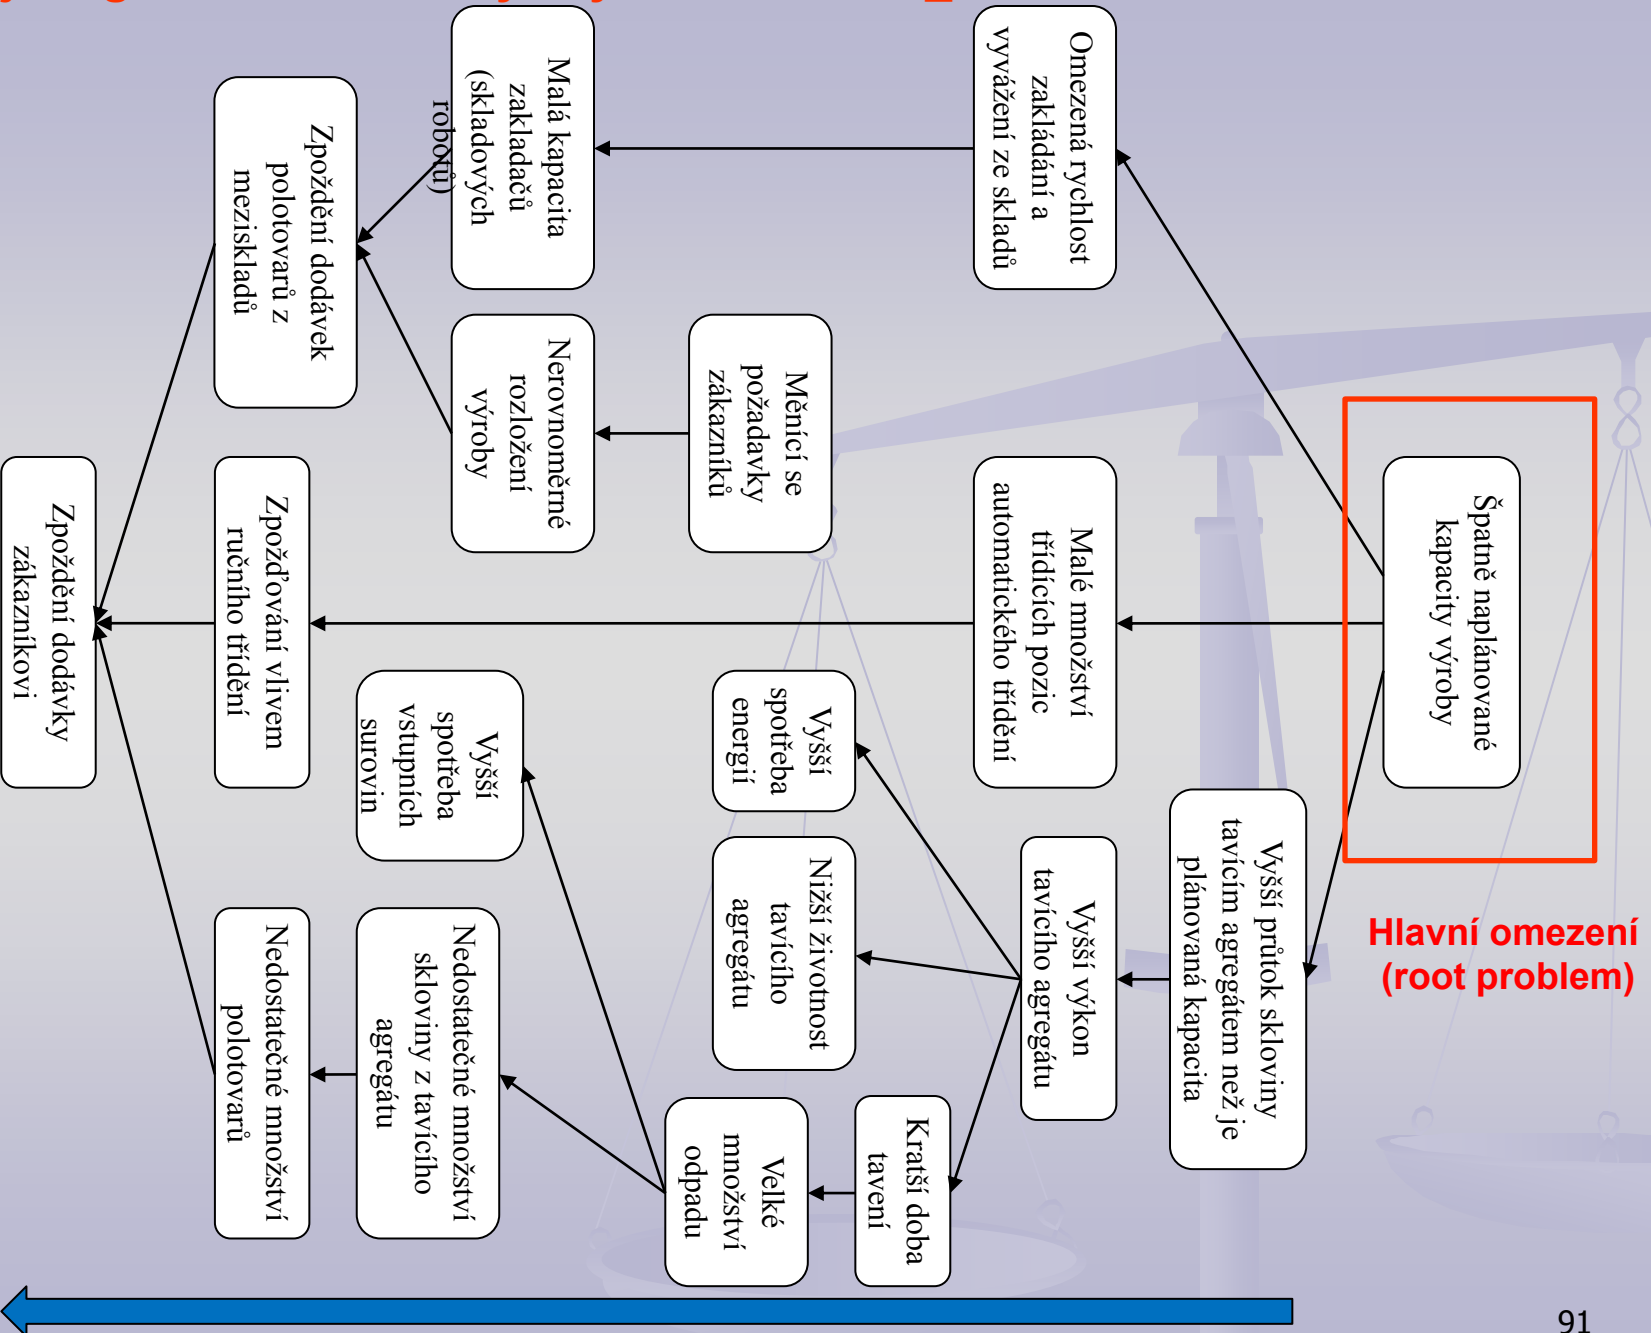 Omezená rychlost
zakládání a
vyvážení ze skladů
Malá kapacita
zakladačů
(skladových
robotů)
Zpoždění dodávek
polotovarů z
meziskladů
Měnící se
požadavky
zákazníků
Nerovnoměrné
rozložení
výroby
Špatně naplánované
kapacity výroby
Malé množství
třídících pozic
automatického třídění
Zpožďování vlivem
ručního třídění
Zpoždění dodávky
zákazníkovi
Vyšší
spotřeba
energií
Vyšší
spotřeba
vstupních
surovin
Vyšší průtok skloviny
tavícím agregátem než je
plánovaná kapacita
Vyšší výkon
tavícího agregátu
Nižší životnost
tavícího
agregátu
Nedostatečné množství
skloviny z tavícího
agregátu
Nedostatečné množství
polotovarů
Kratší doba
tavení
Velké
množství
odpadu
Hlavní omezení
(root problem)
91